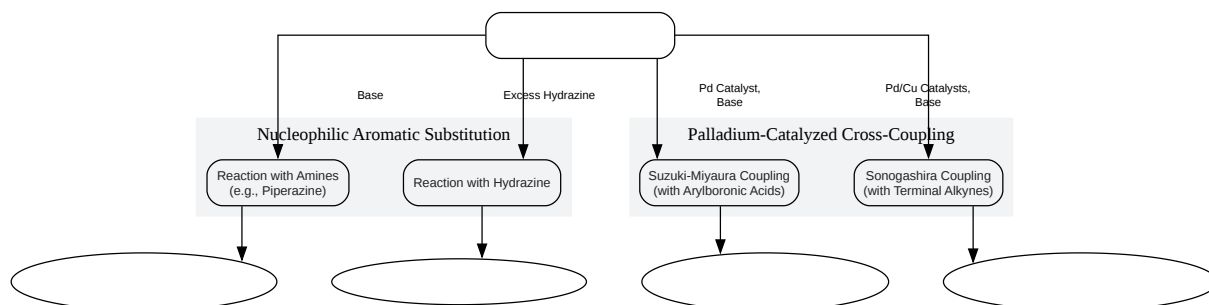 Base
Excess Hydrazine
Pd Catalyst,
Base
Pd/Cu Catalysts,
Base
Nucleophilic Aromatic Substitution
Palladium-Catalyzed Cross-Coupling
Reaction with Amines
(e.g., Piperazine)
Reaction with Hydrazine
Suzuki-Miyaura Coupling
(with Arylboronic Acids)
Sonogashira Coupling
(with Terminal Alkynes)